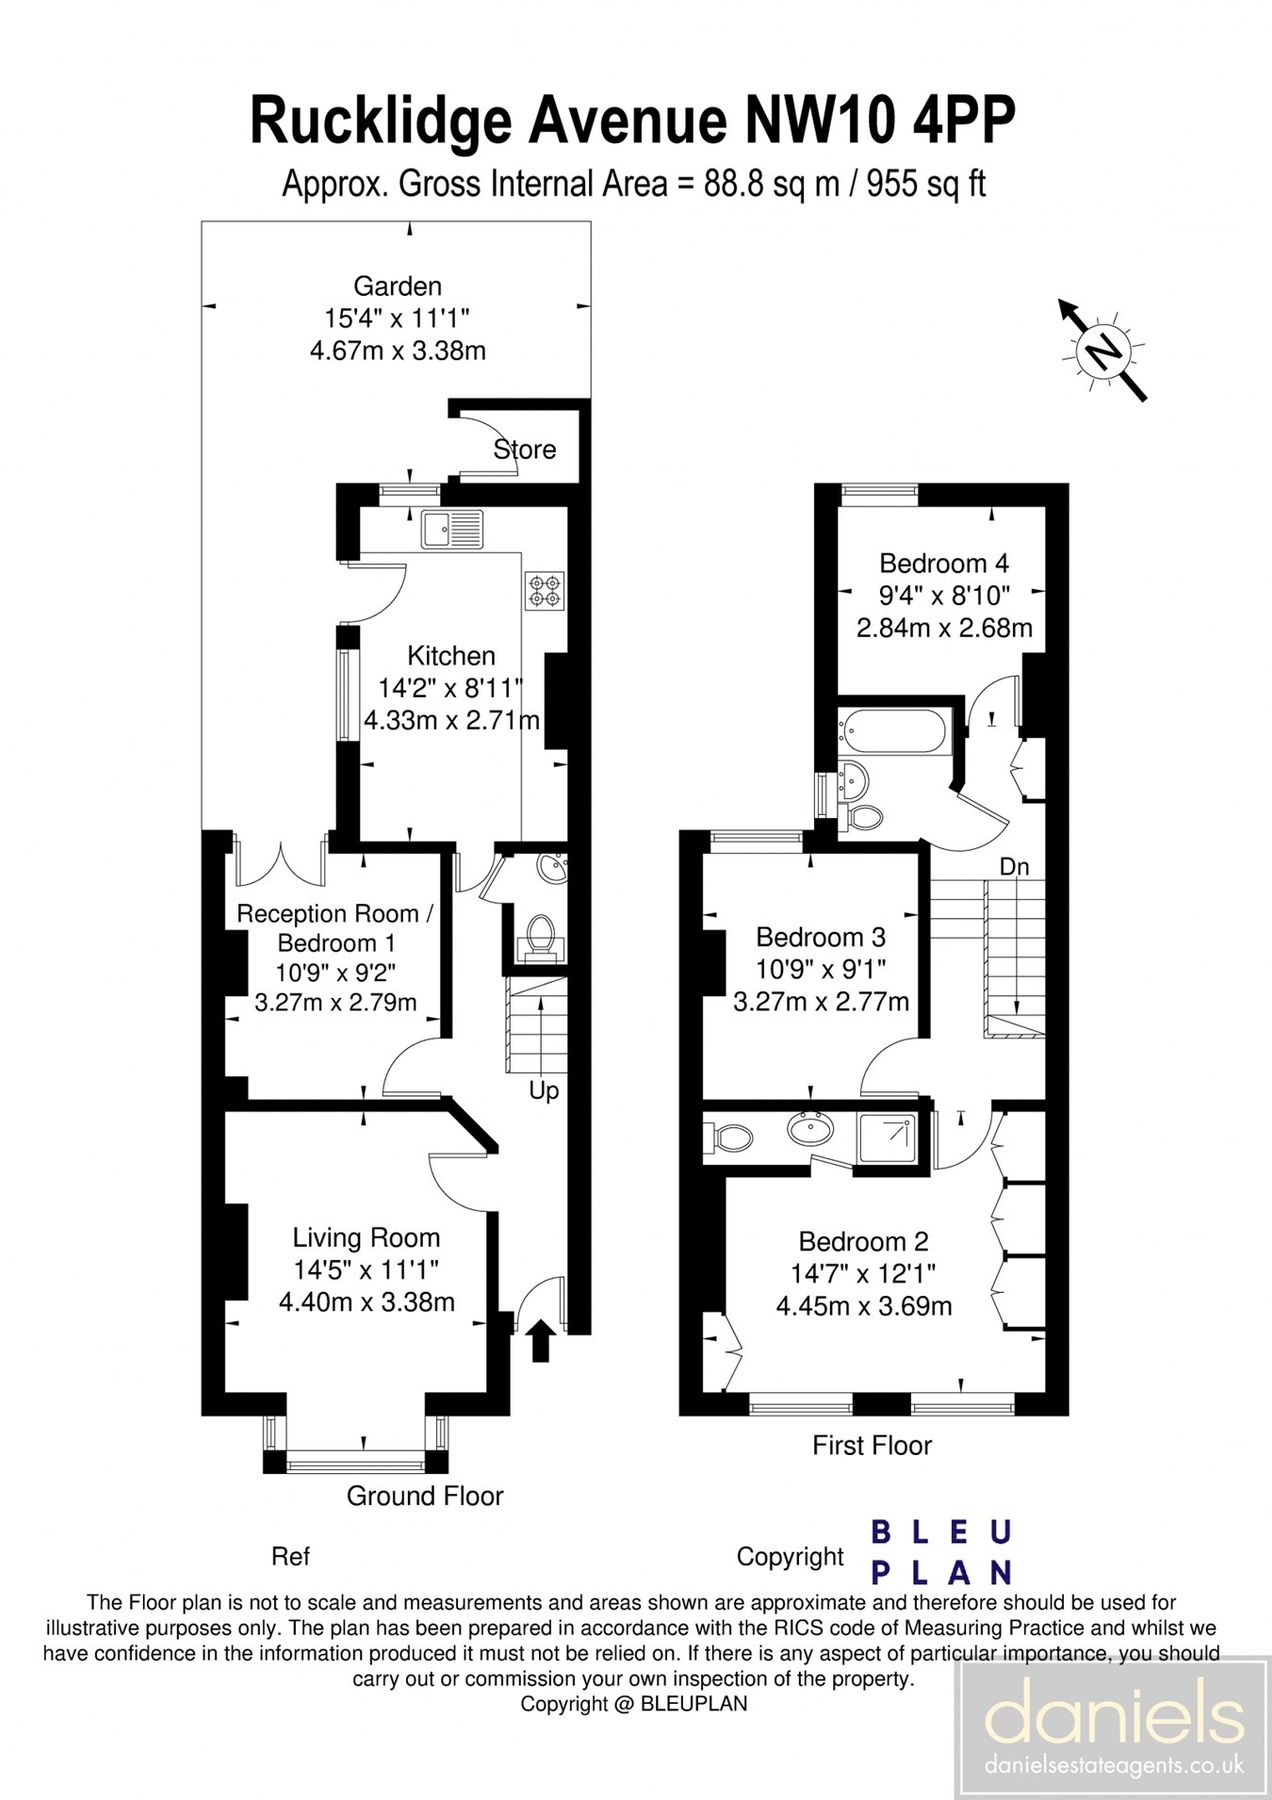 Rucklidge Avenue NW10 4PP
Approx. Gross Internal Area = 88.8 sq m / 955 sq ft
Garden
15'4" x 11'1"
4.67m x 3.38m
N
Store
Kitchen
14'2" x 8'11"
4.33m x 2.71m
Reception Room /
Bedroom 1
10'9" x 9'2"
3.27m x 2.79m
Up
Living Room
14'5" x 11'1"
4.40m x 3.38m
Ground Floor
Bedroom 4
9'4" x 8'10"
2.84m x 2.68m
Dn
Bedroom 3
10'9" x 9'1"
3.27m x 2.77m
Bedroom 2
14'7" x 12'1"
4.45m x 3.69m
First Floor
Ref
Copyright
BLEU
PLAN
The Floor plan is not to scale and measurements and areas shown are approximate and therefore should be used for
illustrative purposes only. The plan has been prepared in accordance with the RICS code of Measuring Practice and whilst we
have confidence in the information produced it must not be relied on. If there is any aspect of particular importance, you should
carry out or commission your own inspection of the property.
Copyright @ BLEUPLAN
daniels
danielsestateagents.co.uk